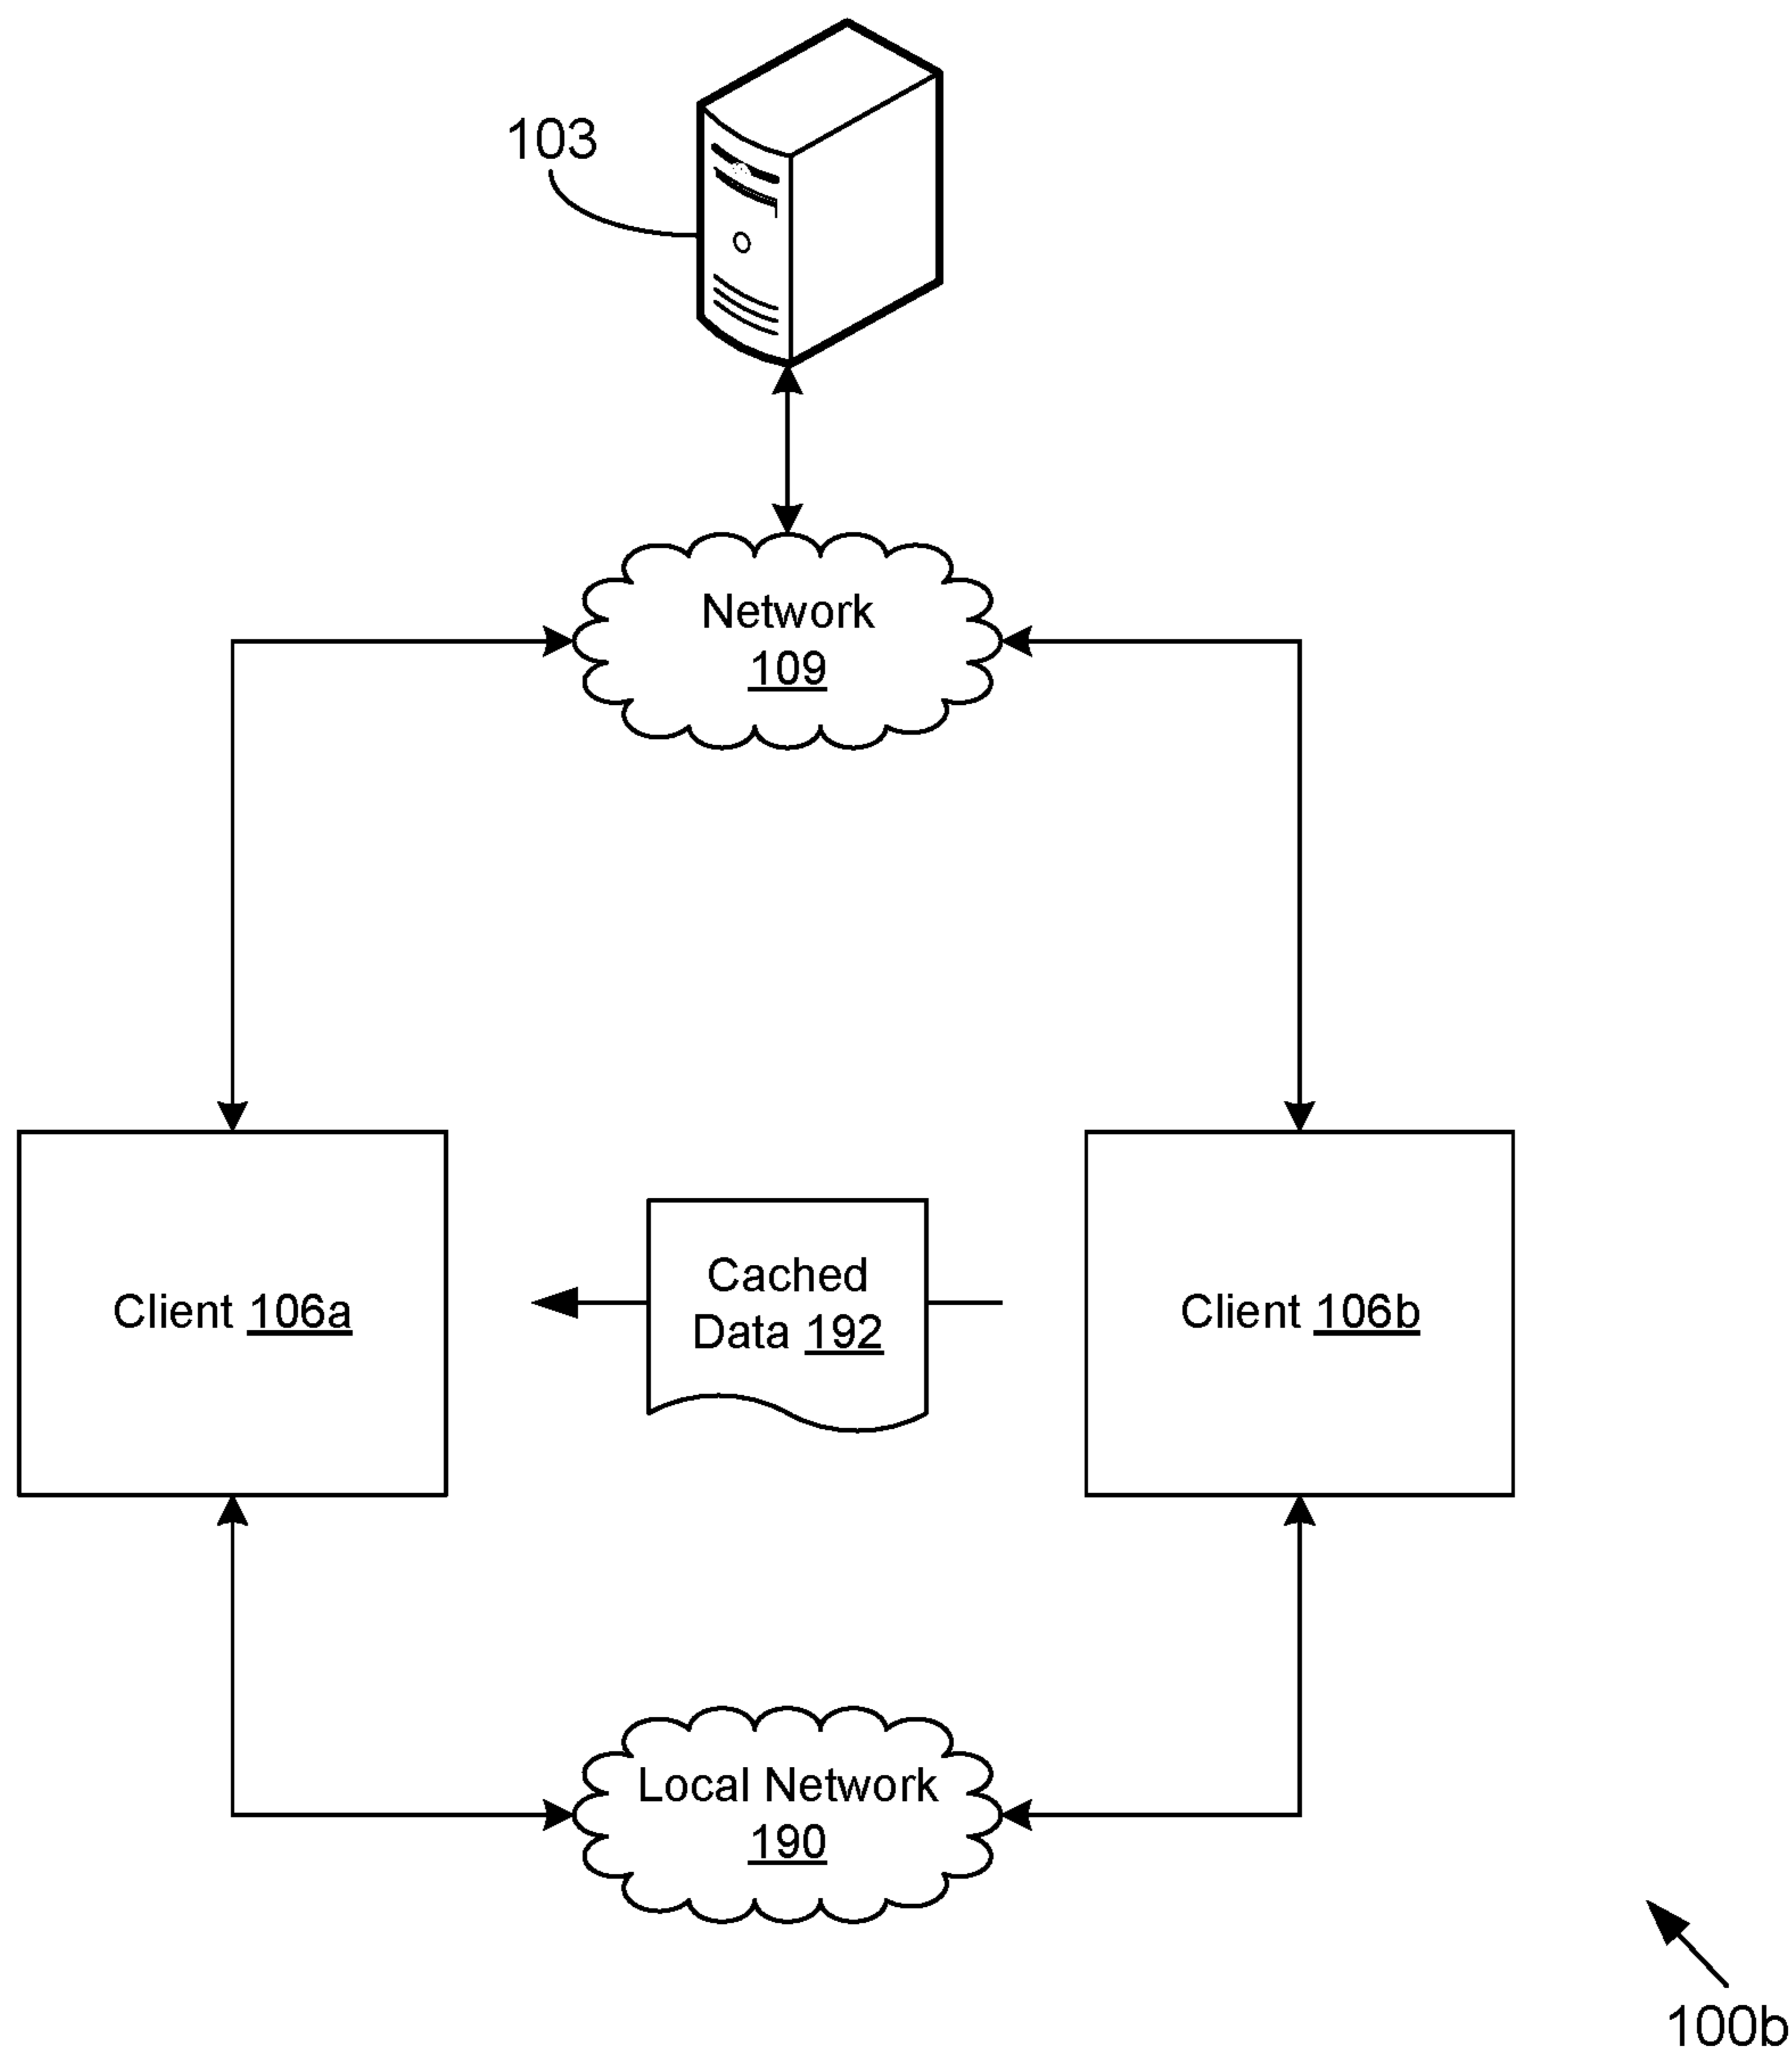 103
Network
109
Client 106a
Cached
Data 192
Client 106b
Local Network
190
100b